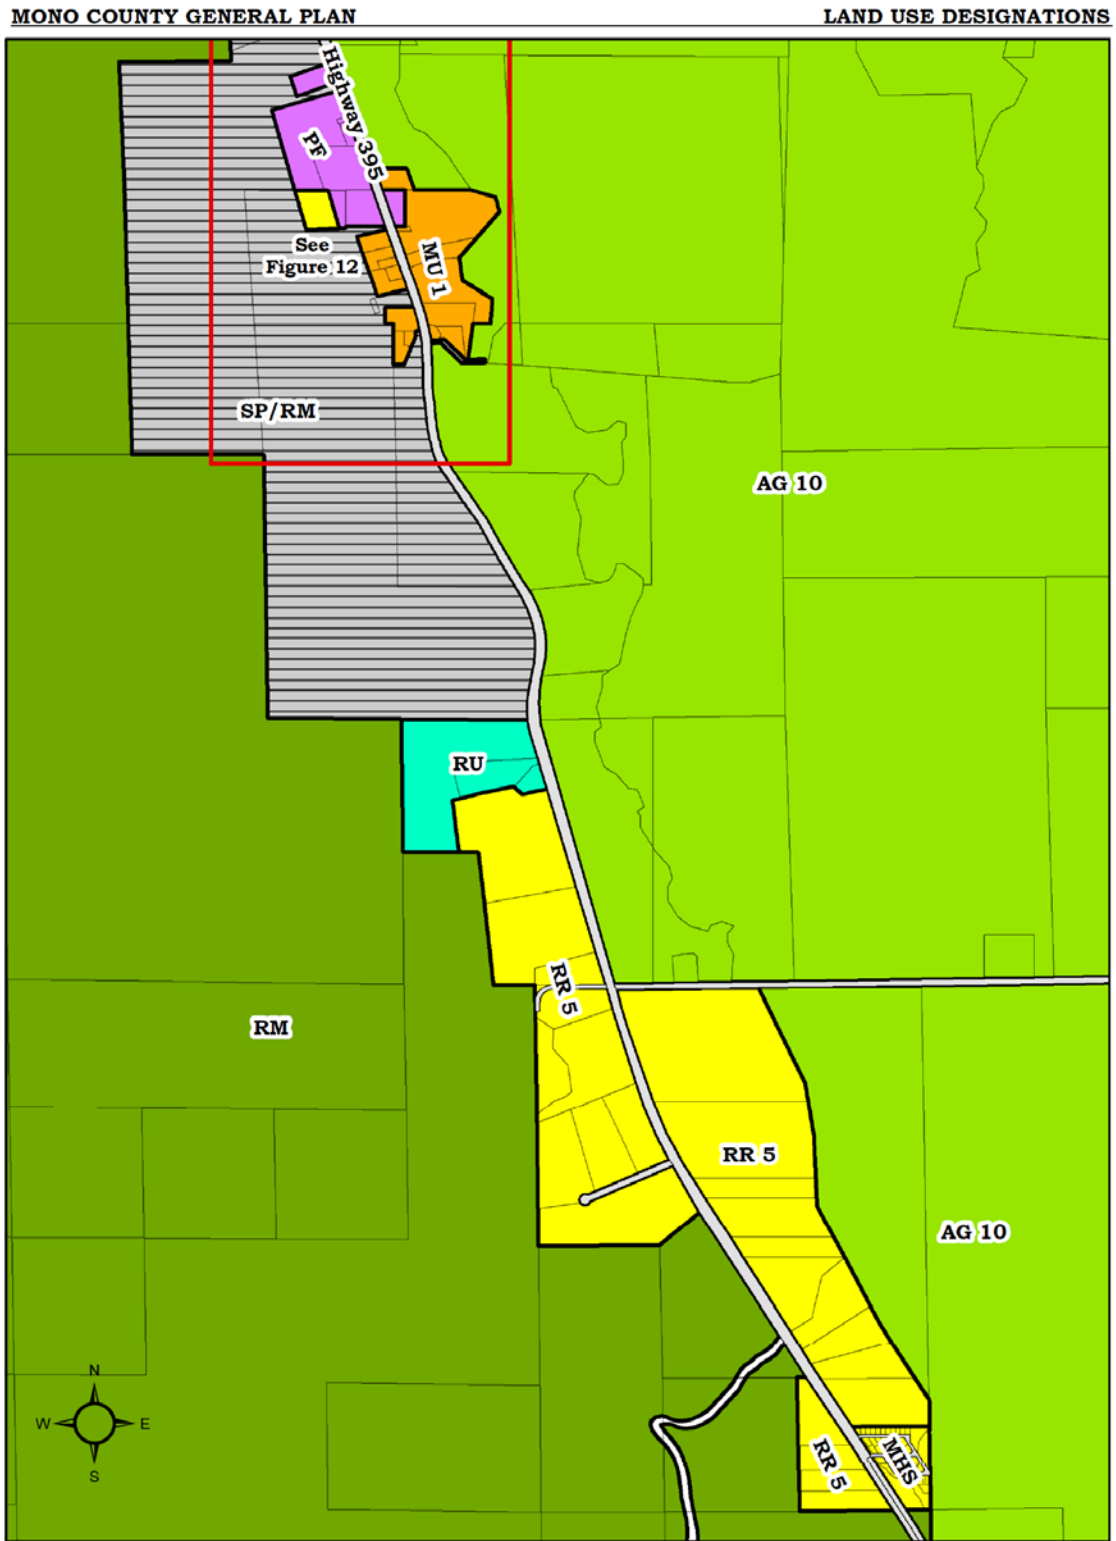 MONO COUNTY GENERAL PLAN
LAND USE DESIGNATIONS
Highway 395
PF
See
Figure 12
MU 1
SP/RM
AG 10
RU
RR 5
RM
RR 5
AG 10
N
W
E
S
RR 5
MHS